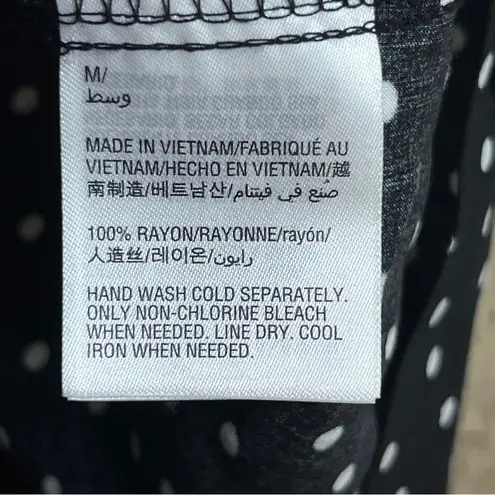 M/
وسط
MADE IN VIETNAM/FABRIQUÉ AU
VIETNAM/HECHO EN VIETNAM/越
南制造/베트남산/صنع في فيتنام
100% RAYON/RAYONNE/rayón/
人造丝/레이온/رايون
HAND WASH COLD SEPARATELY.
ONLY NON-CHLORINE BLEACH
WHEN NEEDED. LINE DRY. COOL
IRON WHEN NEEDED.